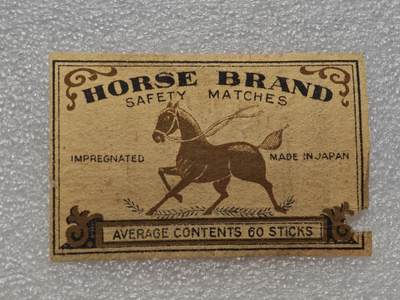 HORSE BRAND
SAFETY MATCHES
IMPREGNATED
MADE IN JAPAN
AVERAGE CONTENTS 60 STICKS